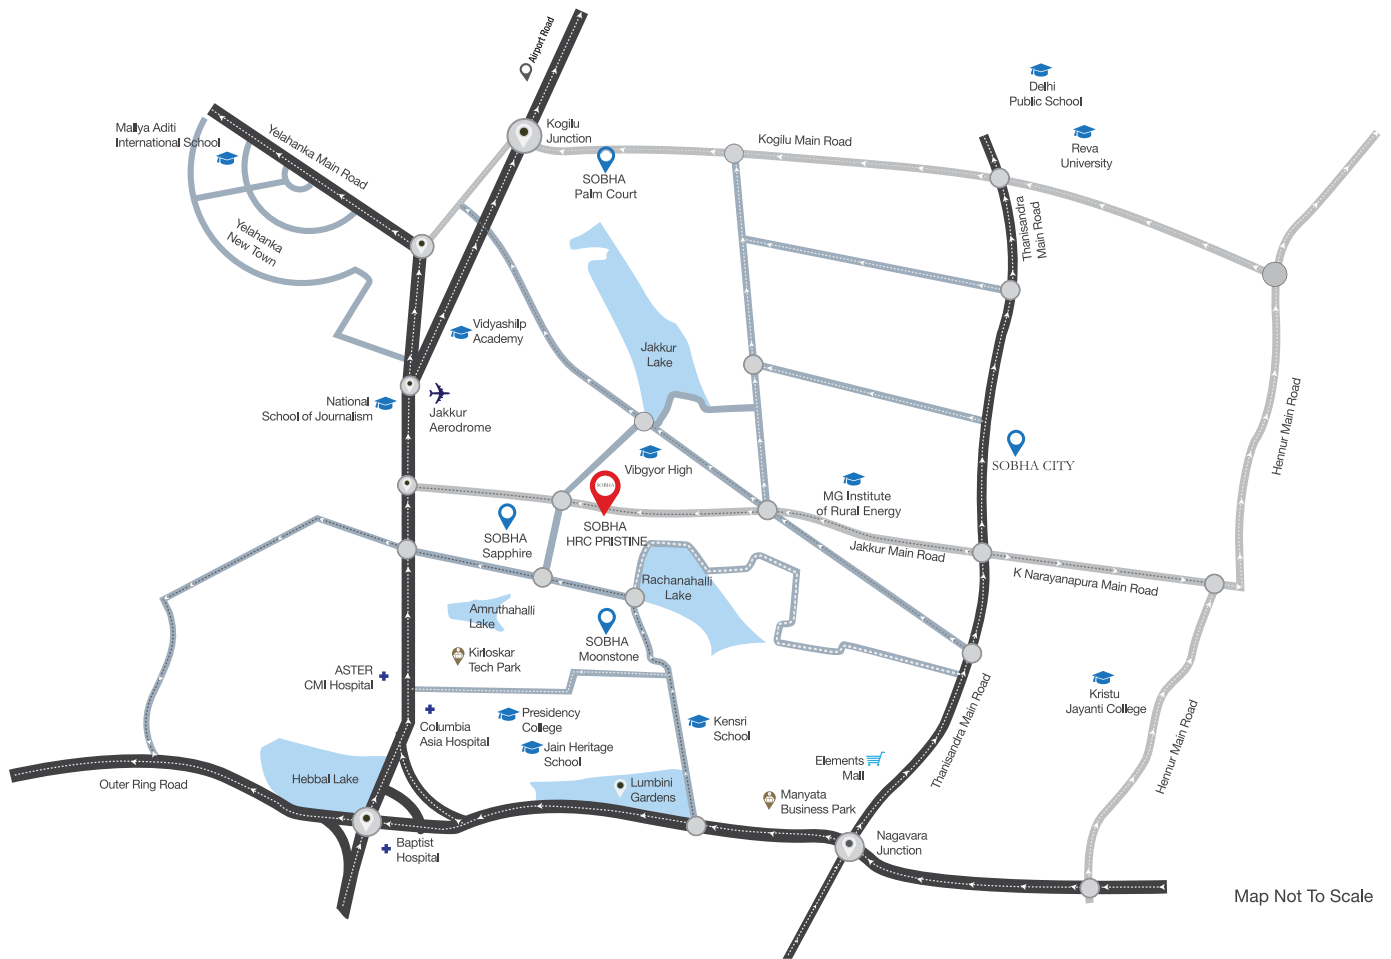 Airport Road
Delhi
Public School
Mallya Aditi
International School
Yelahanka Main Road
Kogilu
Junction
Kogilu Main Road
Reva
University
SOBHA
Palm Court
Thanisandra
Main Road
Yelahanka
New Town
Vidyashilp
Academy
Jakkur
Lake
National
School of Journalism
Jakkur
Aerodrome
Hennur Main Road
SOBHA CITY
Vibgyor High
SOBHA
MG Institute
of Rural Energy
SOBHA
HRC PRISTINE
SOBHA
Sapphire
Jakkur Main Road
K Narayanapura Main Road
Rachanahalli
Lake
Amruthahalli
Lake
SOBHA
Moonstone
Kirloskar
Tech Park
ASTER
CMI Hospital
Kristu
Jayanti College
Columbia
Asia Hospital
Presidency
College
Kensri
School
Jain Heritage
School
Thanisandra Main Road
Hennur Main Road
Elements
Mall
Outer Ring Road
Hebbal Lake
Lumbini
Gardens
Manyata
Business Park
Baptist
Hospital
Nagavara
Junction
Map Not To Scale